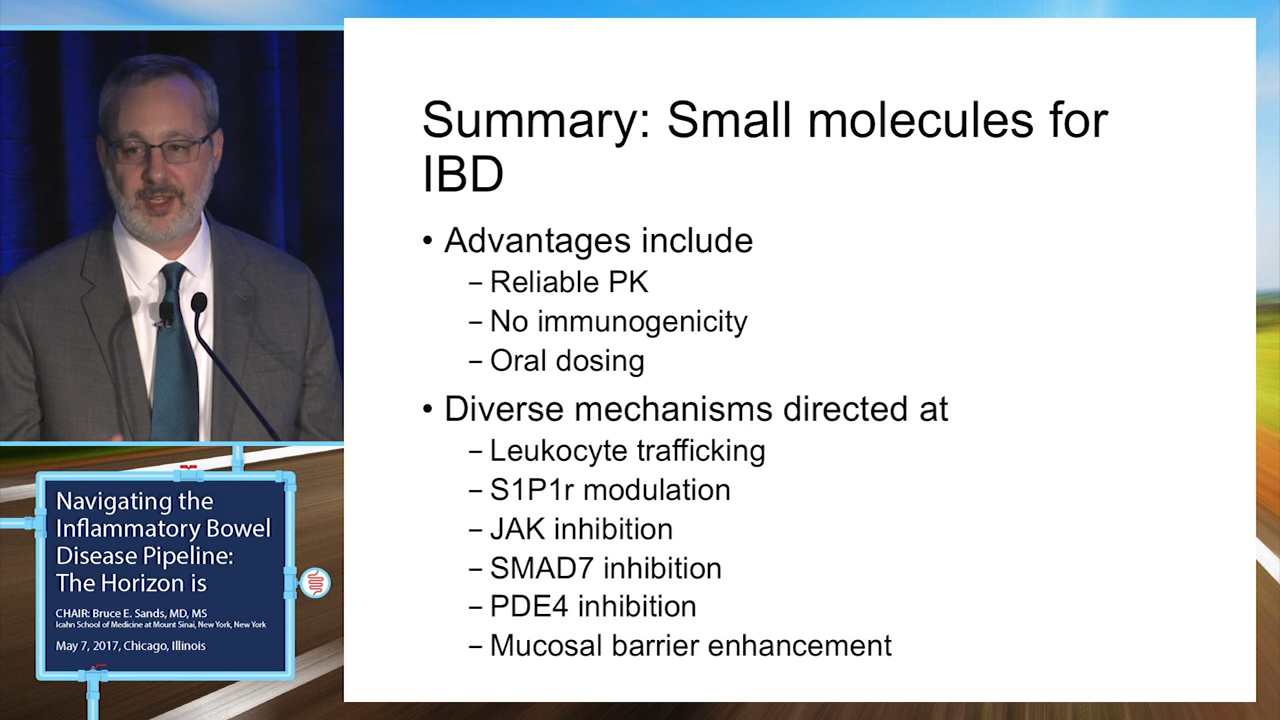 Summary: Small molecules for
IBD
• Advantages include
– Reliable PK
– No immunogenicity
– Oral dosing
• Diverse mechanisms directed at
– Leukocyte trafficking
– S1P1r modulation
– JAK inhibition
– SMAD7 inhibition
– PDE4 inhibition
– Mucosal barrier enhancement
Navigating the
Inflammatory Bowel
Disease Pipeline:
The Horizon is
CHAIR: Bruce E. Sands, MD, MS
Icahn School of Medicine at Mount Sinai, New York, New York
May 7, 2017, Chicago, Illinois